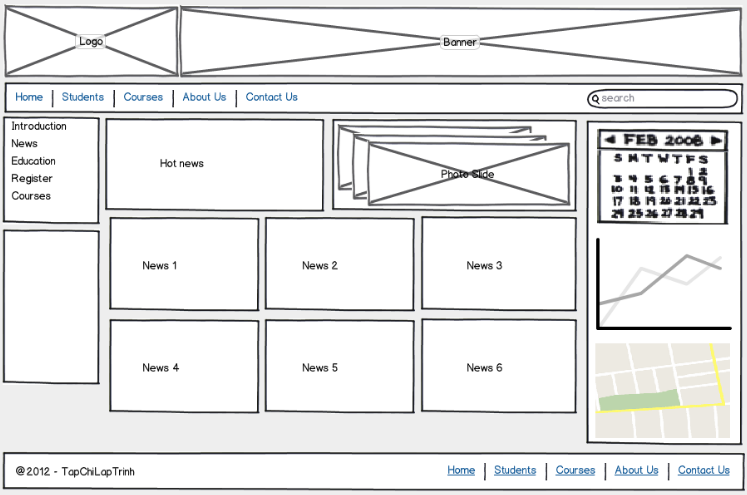 Logo
Banner
Home Students Courses About Us Contact Us
search
Introduction
News
Education
Register
Courses
Hot news
Photo Slide
FEB 2008
S M T W T F S
1 2
3 4 5 6 7 8 9
10 11 12 13 14 15 16
17 18 19 20 21 22 23
24 25 26 27 28 29
News 1
News 2
News 3
News 4
News 5
News 6
@2012 - TapChiLapTrinh
Home Students Courses About Us Contact Us